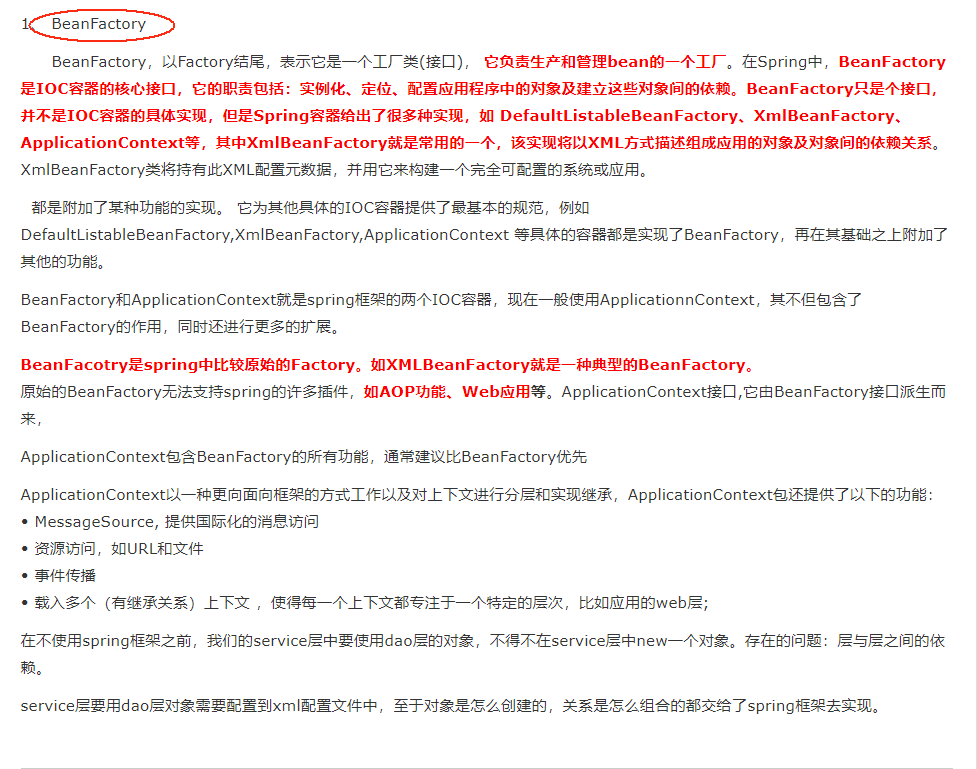 1、BeanFactory
BeanFactory，以Factory结尾，表示它是一个工厂类(接口)， 它负责生产和管理bean的一个工厂。在Spring中，BeanFactory
是IOC容器的核心接口，它的职责包括：实例化、定位、配置应用程序中的对象及建立这些对象间的依赖。BeanFactory只是个接口，
并不是IOC容器的具体实现，但是Spring容器给出了很多种实现，如 DefaultListableBeanFactory、XmlBeanFactory、
ApplicationContext等，其中XmlBeanFactory就是常用的一个，该实现将以XML方式描述组成应用的对象及对象间的依赖关系。
XmlBeanFactory类将持有此XML配置元数据，并用它来构建一个完全可配置的系统或应用。
都是附加了某种功能的实现。 它为其他具体的IOC容器提供了最基本的规范，例如
DefaultListableBeanFactory,XmlBeanFactory,ApplicationContext 等具体的容器都是实现了BeanFactory，再在其基础之上附加了
其他的功能。
BeanFactory和ApplicationContext就是spring框架的两个IOC容器，现在一般使用ApplicationnContext，其不但包含了
BeanFactory的作用，同时还进行更多的扩展。
BeanFacotry是spring中比较原始的Factory。如XMLBeanFactory就是一种典型的BeanFactory。
原始的BeanFactory无法支持spring的许多插件，如AOP功能、Web应用等。ApplicationContext接口,它由BeanFactory接口派生而
来，
ApplicationContext包含BeanFactory的所有功能，通常建议比BeanFactory优先
ApplicationContext以一种更向面向框架的方式工作以及对上下文进行分层和实现继承，ApplicationContext包还提供了以下的功能：
• MessageSource, 提供国际化的消息访问
• 资源访问，如URL和文件
• 事件传播
• 载入多个（有继承关系）上下文 ，使得每一个上下文都专注于一个特定的层次，比如应用的web层;
在不使用spring框架之前，我们的service层中要使用dao层的对象，不得不在service层中new一个对象。存在的问题：层与层之间的依
赖。
service层要用dao层对象需要配置到xml配置文件中，至于对象是怎么创建的，关系是怎么组合的都交给了spring框架去实现。